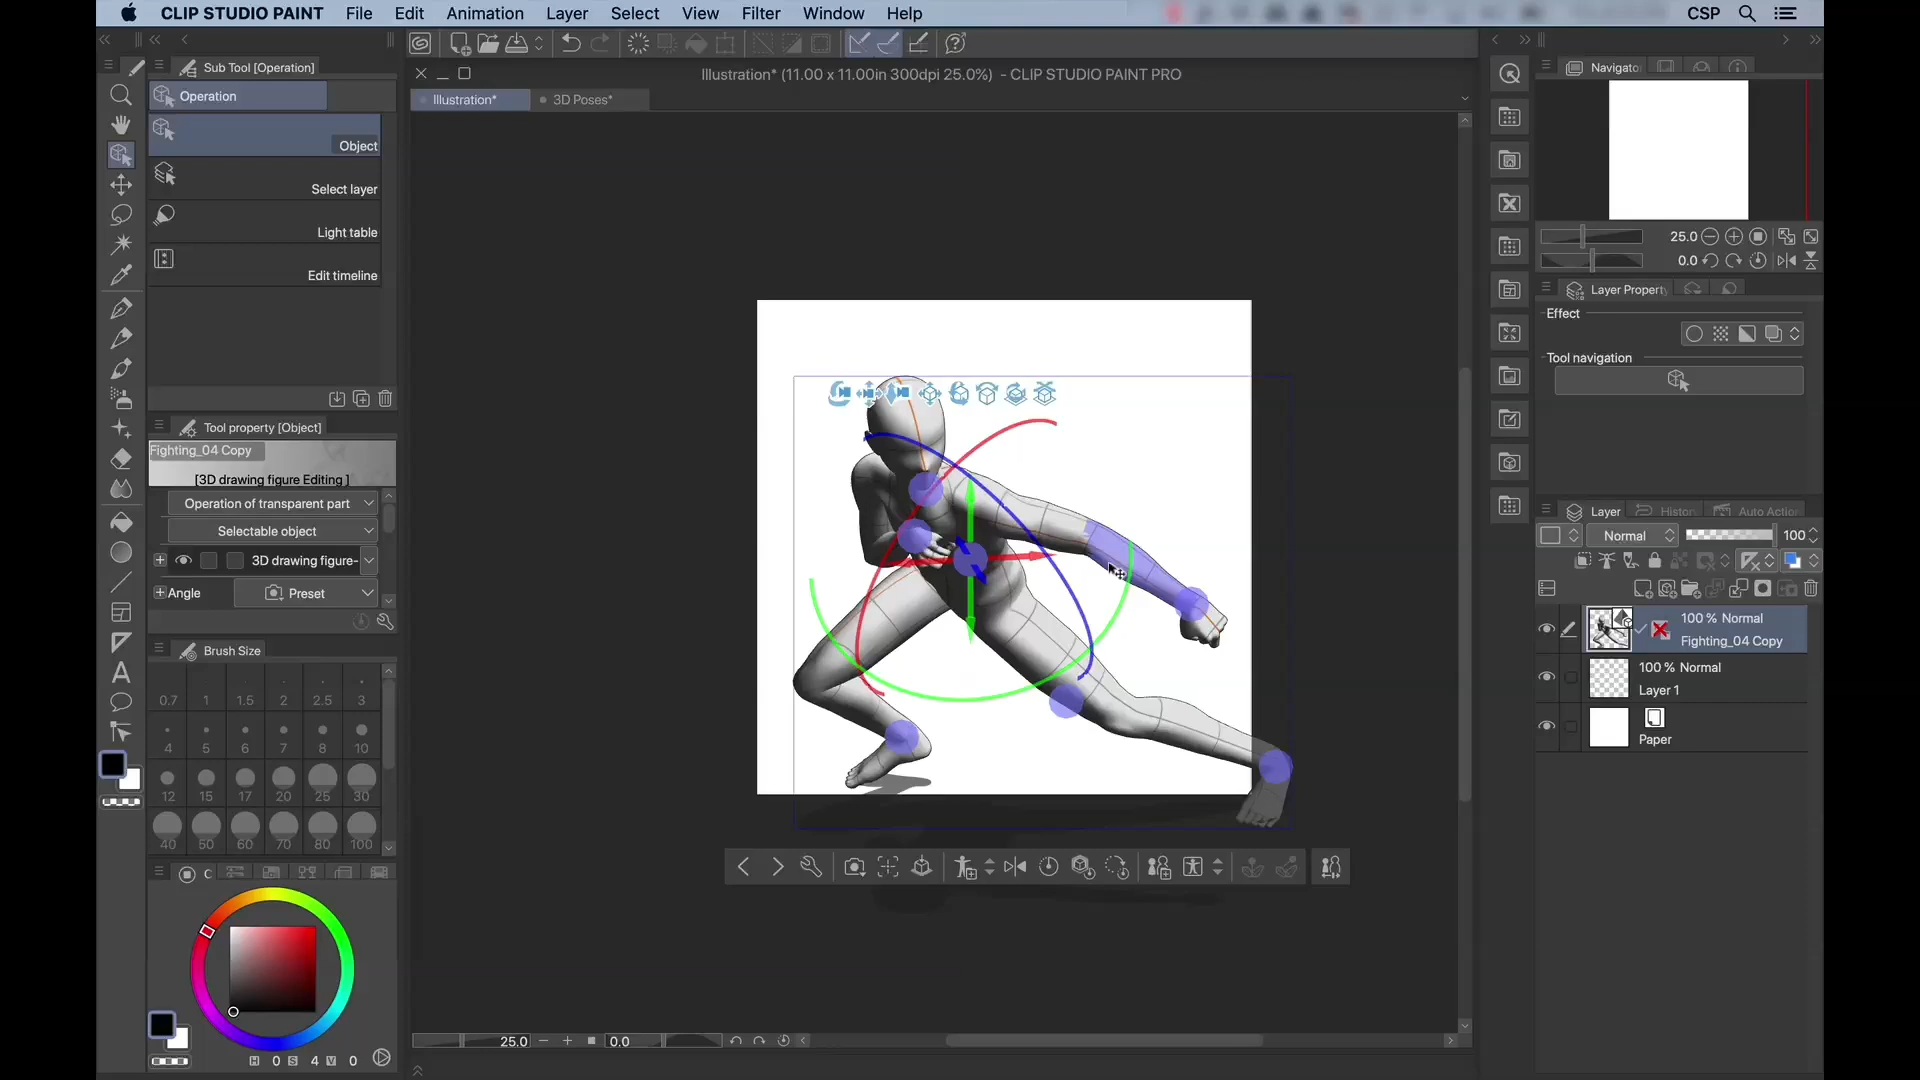 CLIP STUDIO PAINT File Edit Animation Layer Select View Filter Window Help CSP
Sub Tool [Operation]
Operation
Object
Select layer
Light table
Edit timeline
Illustration* (11.00 x 11.00in 300dpi 25.0%) - CLIP STUDIO PAINT PRO
Illustration* 3D Poses*
Tool property [Object]
Fighting_04 Copy
[3D drawing figure Editing ]
Operation of transparent part
Selectable object
3D drawing figure-
Angle Preset
Brush Size
0.7 1 1.5 2 2.5 3
4 5 6 7 8 10
12 15 17 20 25 30
40 50 60 70 80 100
C
H 0 S 4 V 0
25.0 0.0
Navigato
25.0
0.0
Layer Property
Effect
Tool navigation
Layer Histor Auto Action
Normal 100
100 % Normal
Fighting_04 Copy
100 % Normal
Layer 1
Paper